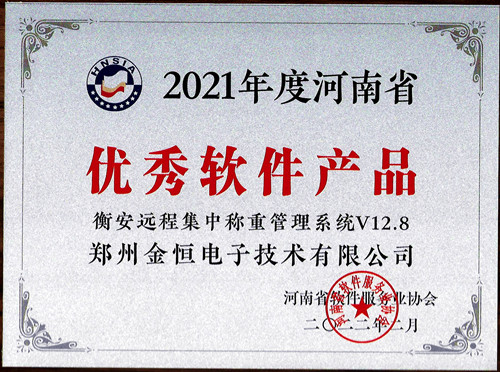 HNSIA
2021年度河南省
优秀软件产品
衡安远程集中称重管理系统V12.8
郑州金恒电子技术有限公司
河南省软件服务业协会
二〇二二年二月